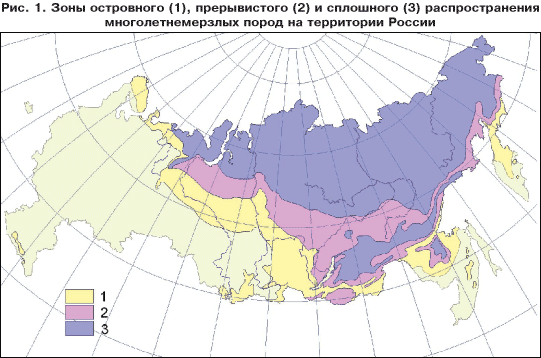 Рис. 1. Зоны островного (1), прерывистого (2) и сплошного (3) распространения
многолетнемерзлых пород на территории России
1
2
3